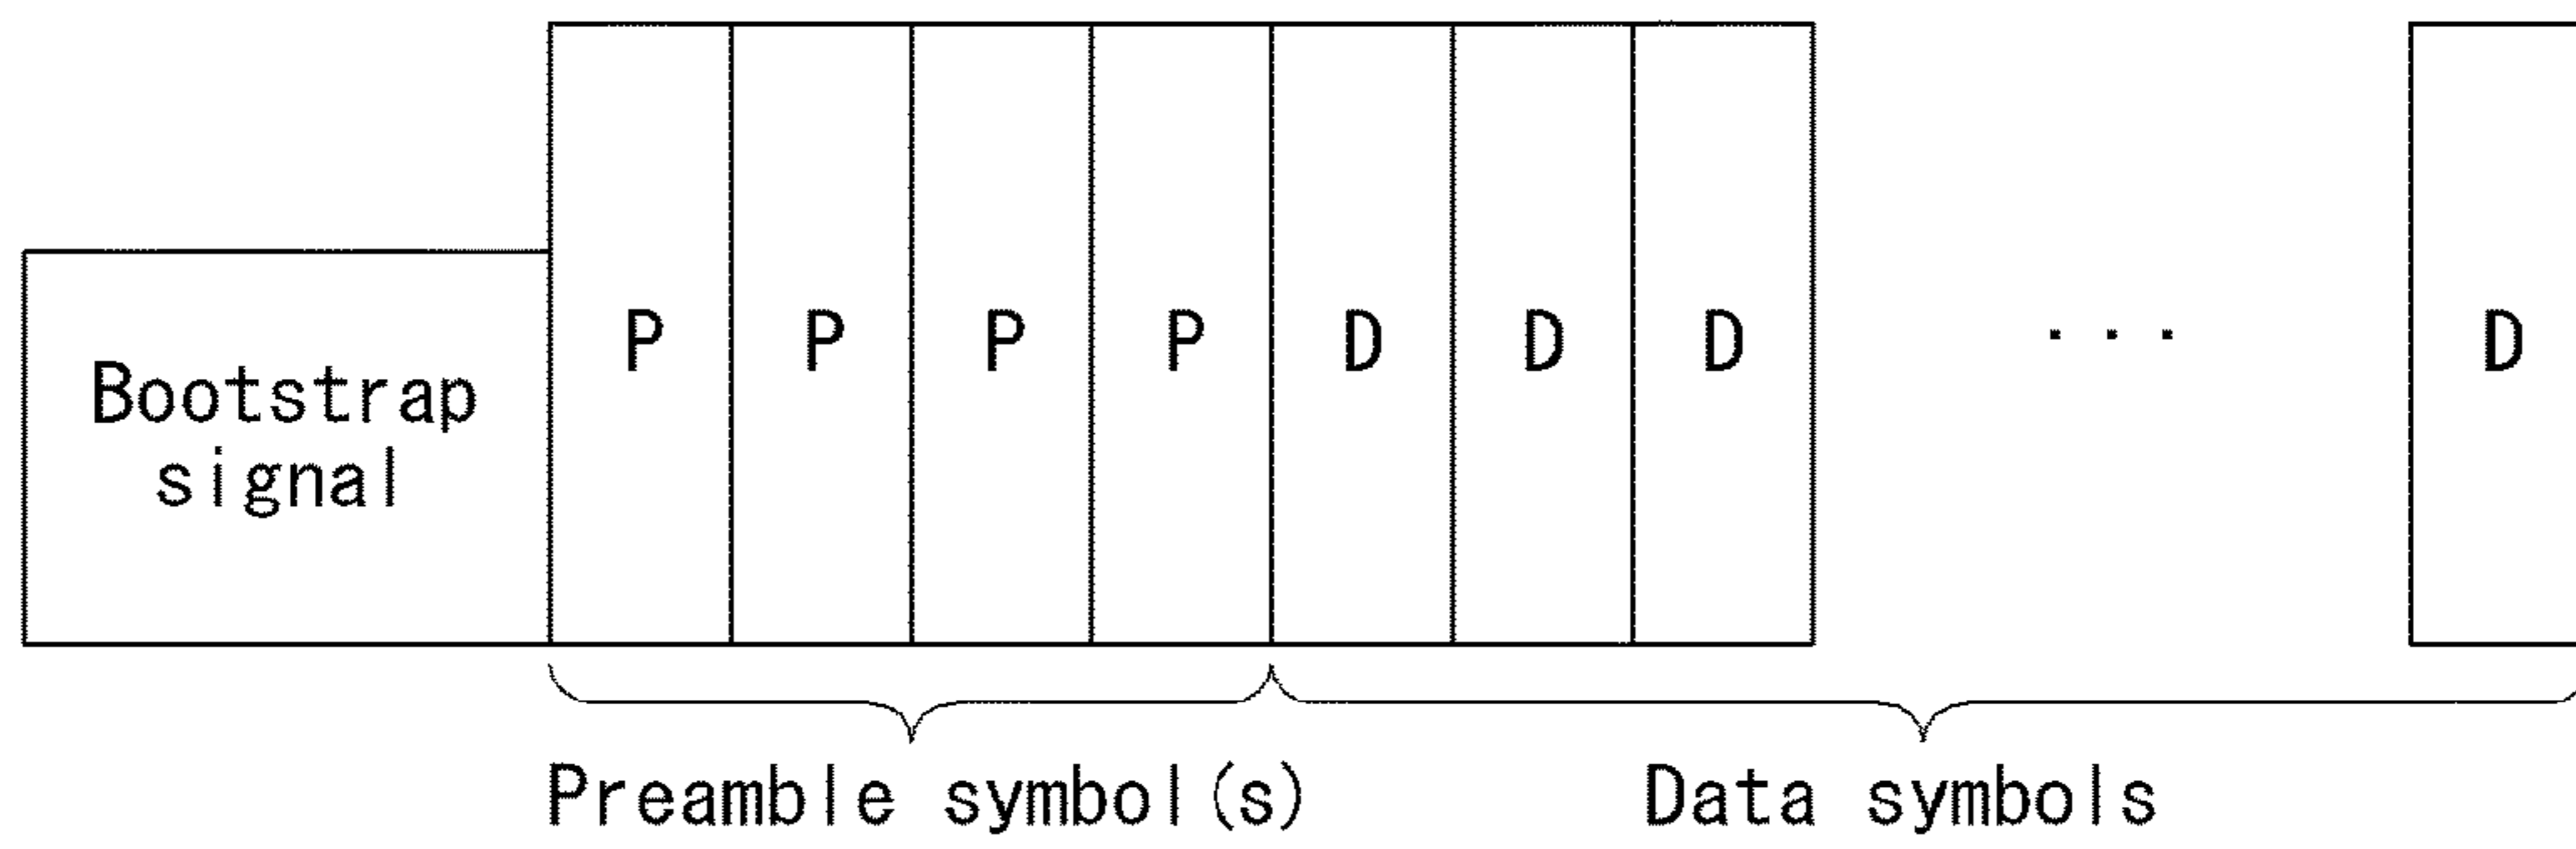 P P P P D D D ... D
Bootstrap
signal
Preamble symbol(s) Data symbols